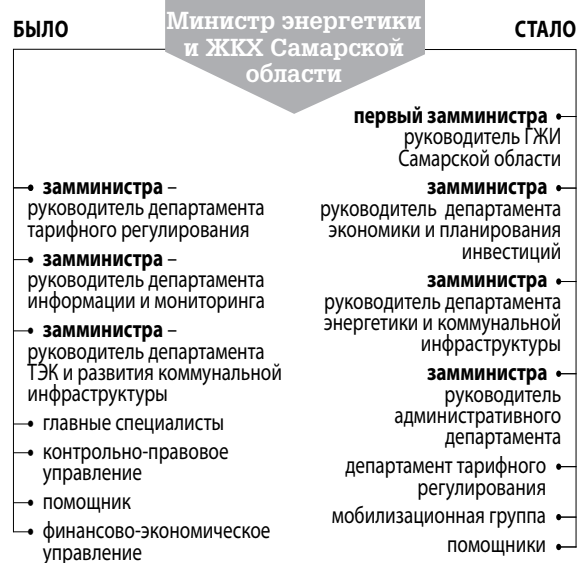 БЫЛО
Министр энергетики
и ЖКХ Самарской
области
СТАЛО
• замминистра –
руководитель департамента
тарифного регулирования
• замминистра –
руководитель департамента
информации и мониторинга
• замминистра –
руководитель департамента
ТЭК и развития коммунальной
инфраструктуры
• главные специалисты
• контрольно-правовое
управление
• помощник
• финансово-экономическое
управление
первый замминистра •
руководитель ГЖИ
Самарской области
замминистра •
руководитель департамента
экономики и планирования
инвестиций
замминистра •
руководитель департамента
энергетики и коммунальной
инфраструктуры
замминистра •
руководитель
административного
департамента
департамент тарифного •
регулирования
мобилизационная группа •
помощники •